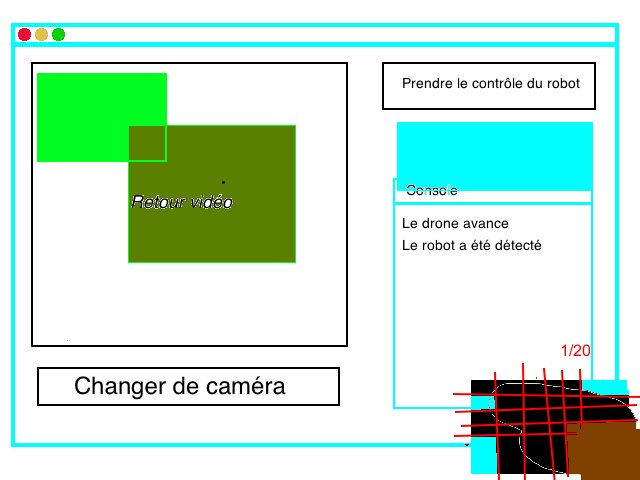 Prendre le contrôle du robot
Console
Retour vidéo
Le drone avance
Le robot a été détecté
1/20
Changer de caméra